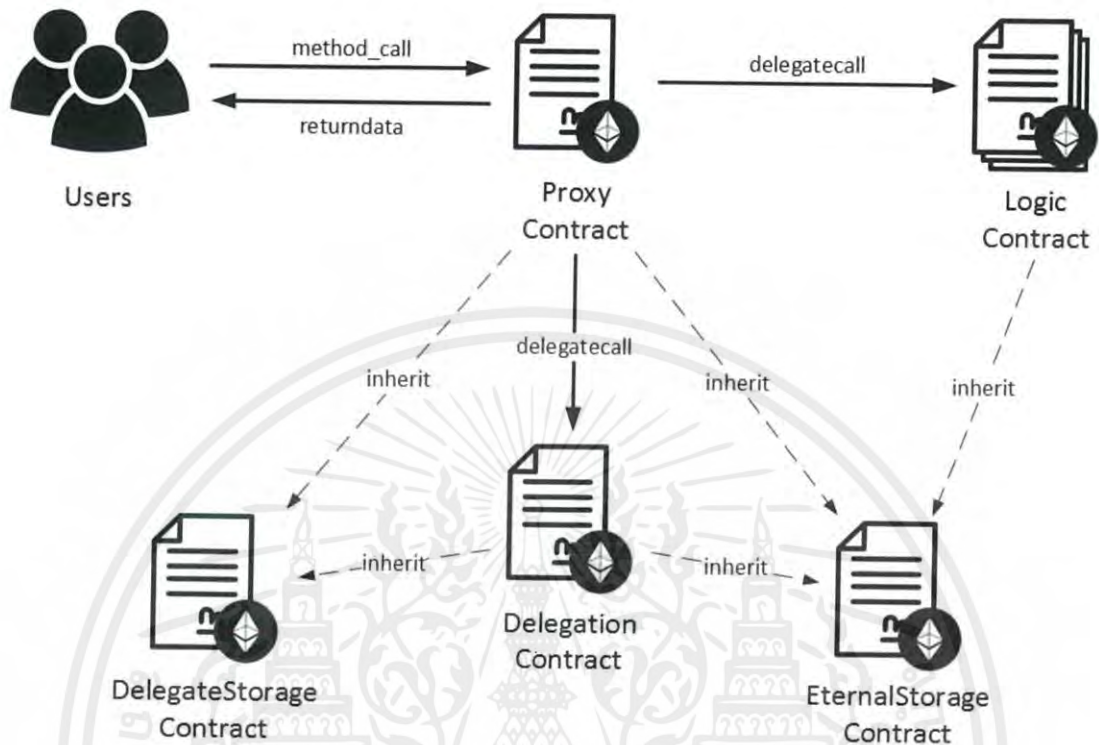 method_call
delegatecall
returndata
Users
Proxy
Contract
Logic
Contract
delegatecall
inherit
inherit
inherit
inherit
inherit
Delegation
Contract
DelegateStorage
Contract
EternalStorage
Contract